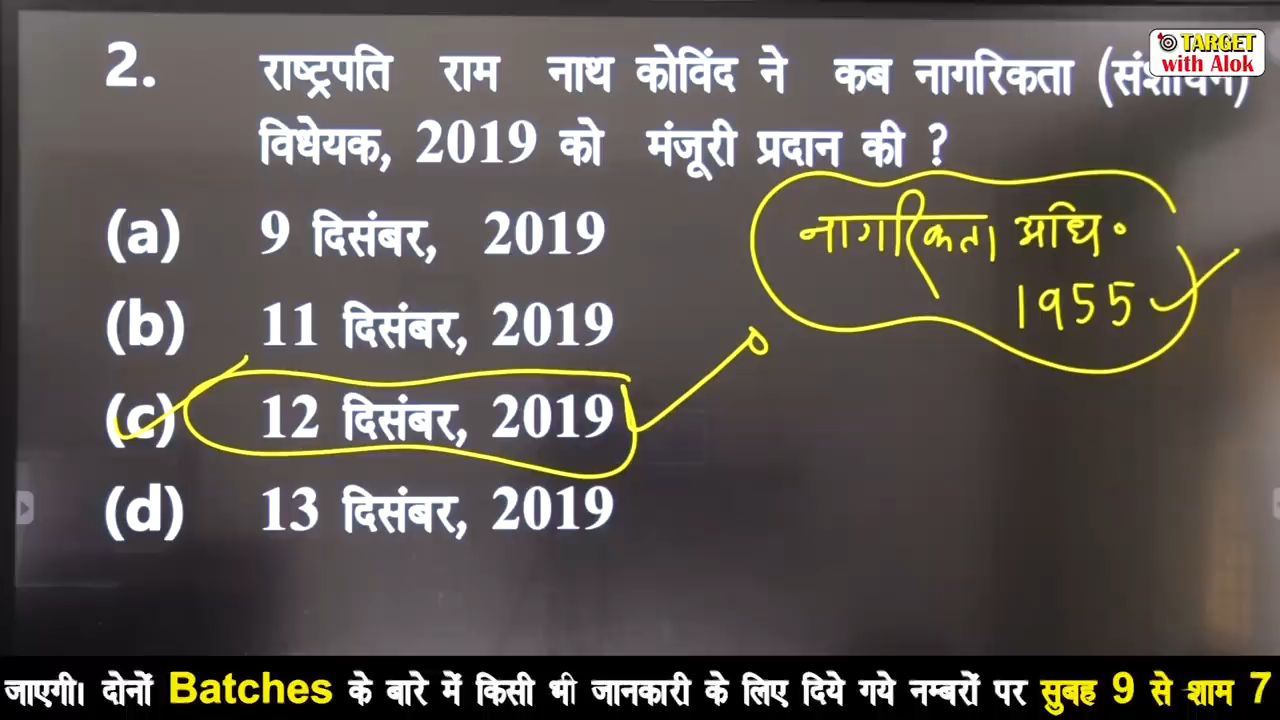 TARGET
with Alok
2. राष्ट्रपति राम नाथ कोविंद ने कब नागरिकता (संशोधन)
विधेयक, 2019 को मंजूरी प्रदान की ?
(a) 9 दिसंबर, 2019
नागरिकता अधि॰
1955
(b) 11 दिसंबर, 2019
(c) 12 दिसंबर, 2019
(d) 13 दिसंबर, 2019
जाएगी। दोनों Batches के बारे में किसी भी जानकारी के लिए दिये गये नम्बरों पर सुबह 9 से शाम 7